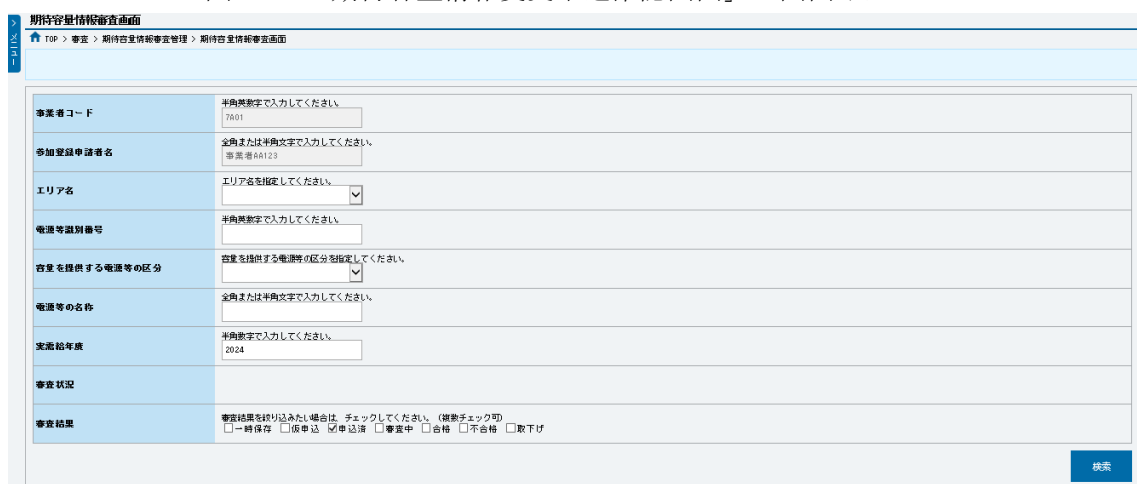 期待容量情報審査画面
TOP > 審査 > 期待容量情報審査管理 > 期待容量情報審査画面
> メニュー
事業者コード
半角英数字で入力してください。
7A01
参加登録申請者名
全角または半角文字で入力してください。
事業者AA123
エリア名
エリア名を指定してください。
電源等識別番号
半角英数字で入力してください。
容量を提供する電源等の区分
容量を提供する電源等の区分を指定してください。
電源等の名称
全角または半角文字で入力してください。
実需給年度
半角数字で入力してください。
2024
審査状況
審査結果
審査結果を絞り込みたい場合は、チェックしてください。（複数チェック可）
一時保存 仮申込 申込済 審査中 合格 不合格 取下げ
検索